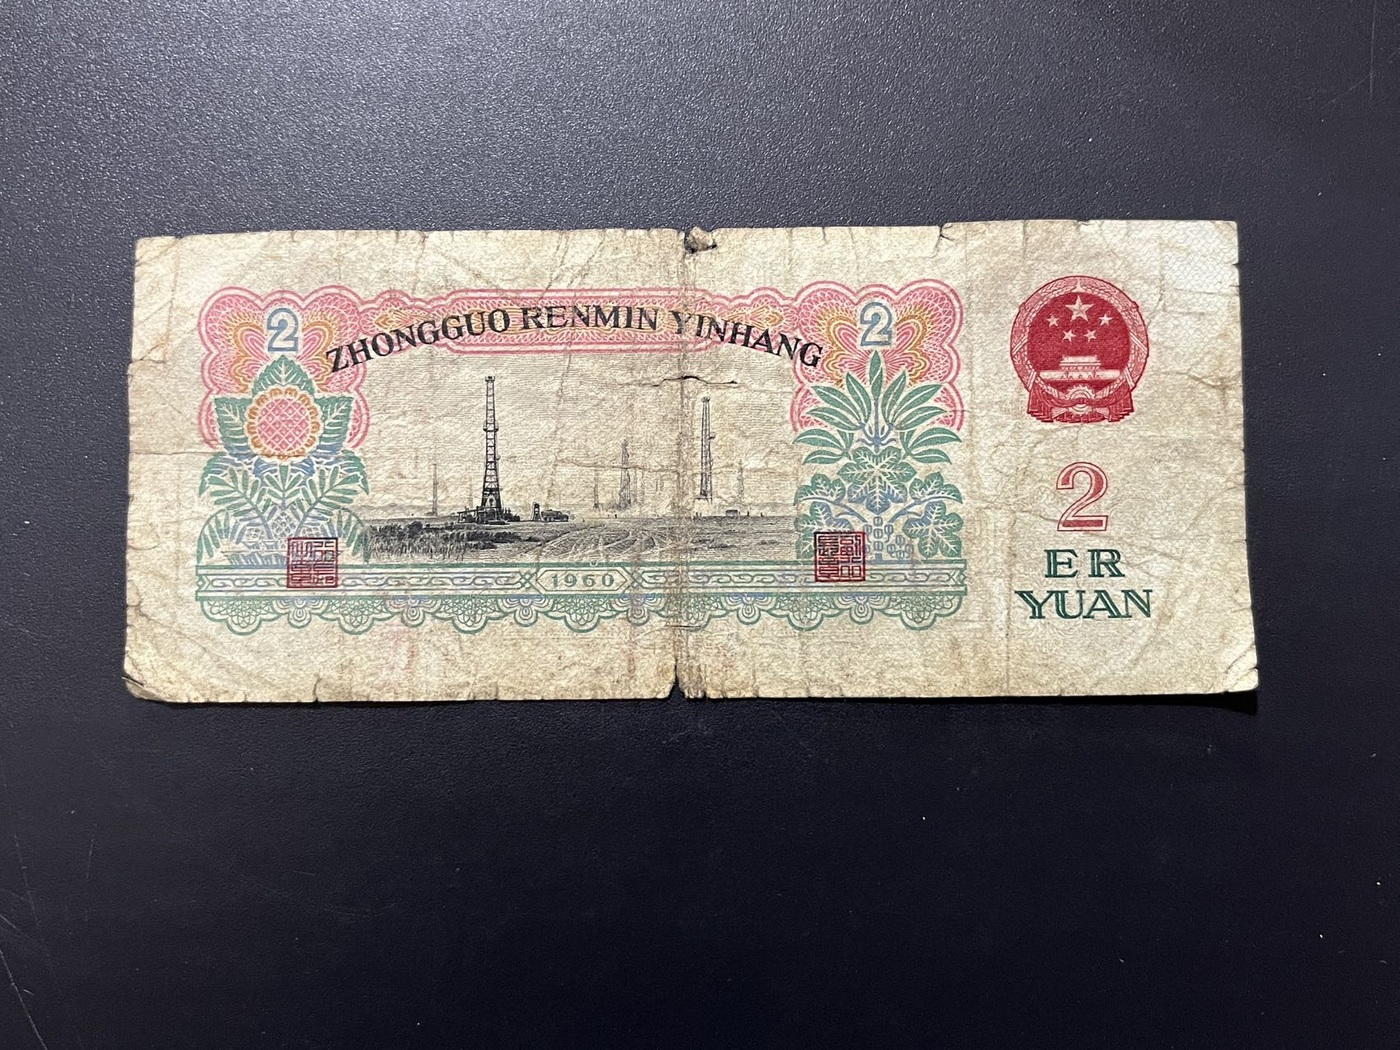 2 ZHONGGUO RENMIN YINHANG 2
1960
2
ER
YUAN